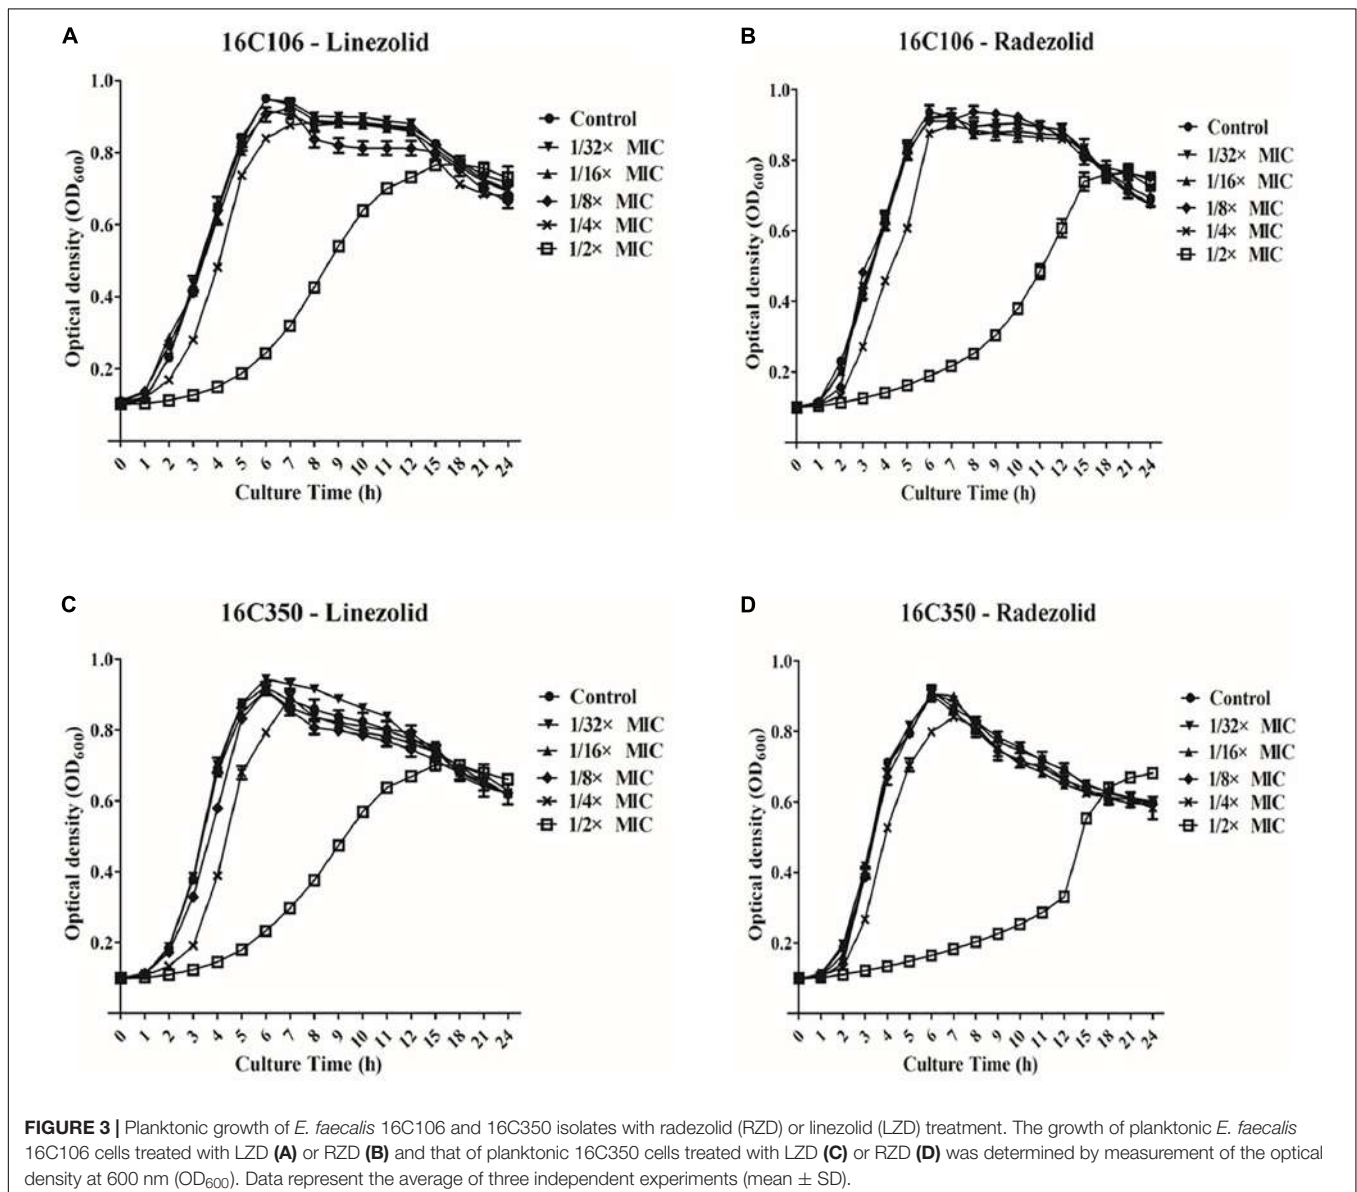 A
16C106 - Linezolid
Optical density (OD600)
1.0
0.8
0.6
0.4
0.2
0 1 2 3 4 5 6 7 8 9 10 11 12 15 18 21 24
Culture Time (h)
Control
1/32× MIC
1/16× MIC
1/8× MIC
1/4× MIC
1/2× MIC
B
16C106 - Radezolid
Optical density (OD600)
1.0
0.8
0.6
0.4
0.2
0 1 2 3 4 5 6 7 8 9 10 11 12 15 18 21 24
Culture Time (h)
Control
1/32× MIC
1/16× MIC
1/8× MIC
1/4× MIC
1/2× MIC
C
16C350 - Linezolid
Optical density (OD600)
1.0
0.8
0.6
0.4
0.2
0 1 2 3 4 5 6 7 8 9 10 11 12 15 18 21 24
Culture Time (h)
Control
1/32× MIC
1/16× MIC
1/8× MIC
1/4× MIC
1/2× MIC
D
16C350 - Radezolid
Optical density (OD600)
1.0
0.8
0.6
0.4
0.2
0 1 2 3 4 5 6 7 8 9 10 11 12 15 18 21 24
Culture Time (h)
Control
1/32× MIC
1/16× MIC
1/8× MIC
1/4× MIC
1/2× MIC
FIGURE 3 | Planktonic growth of E. faecalis 16C106 and 16C350 isolates with radezolid (RZD) or linezolid (LZD) treatment. The growth of planktonic E. faecalis
16C106 cells treated with LZD (A) or RZD (B) and that of planktonic 16C350 cells treated with LZD (C) or RZD (D) was determined by measurement of the optical
density at 600 nm (OD600). Data represent the average of three independent experiments (mean ± SD).